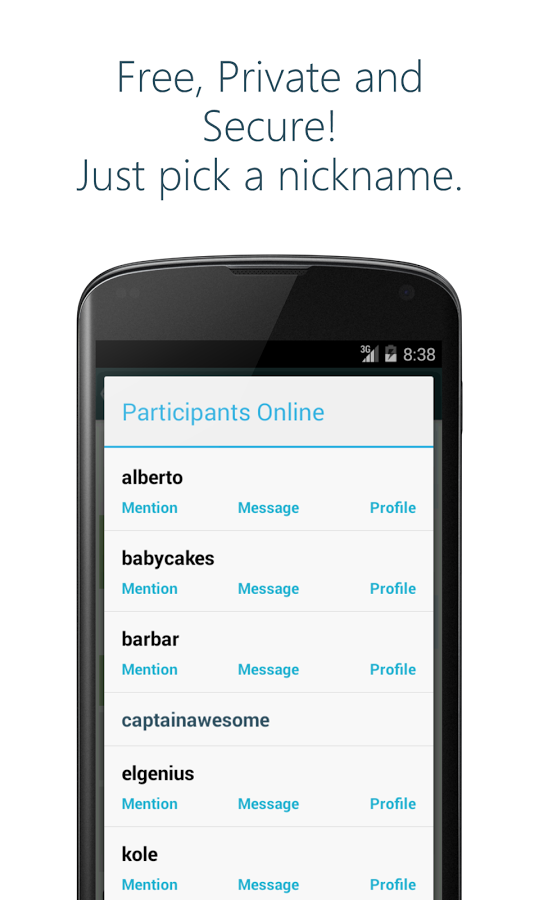 Free, Private and
Secure!
Just pick a nickname.
3G 8:38
Participants Online
alberto
Mention Message Profile
babycakes
Mention Message Profile
barbar
Mention Message Profile
captainawesome
elgenius
Mention Message Profile
kole
Mention Message Profile